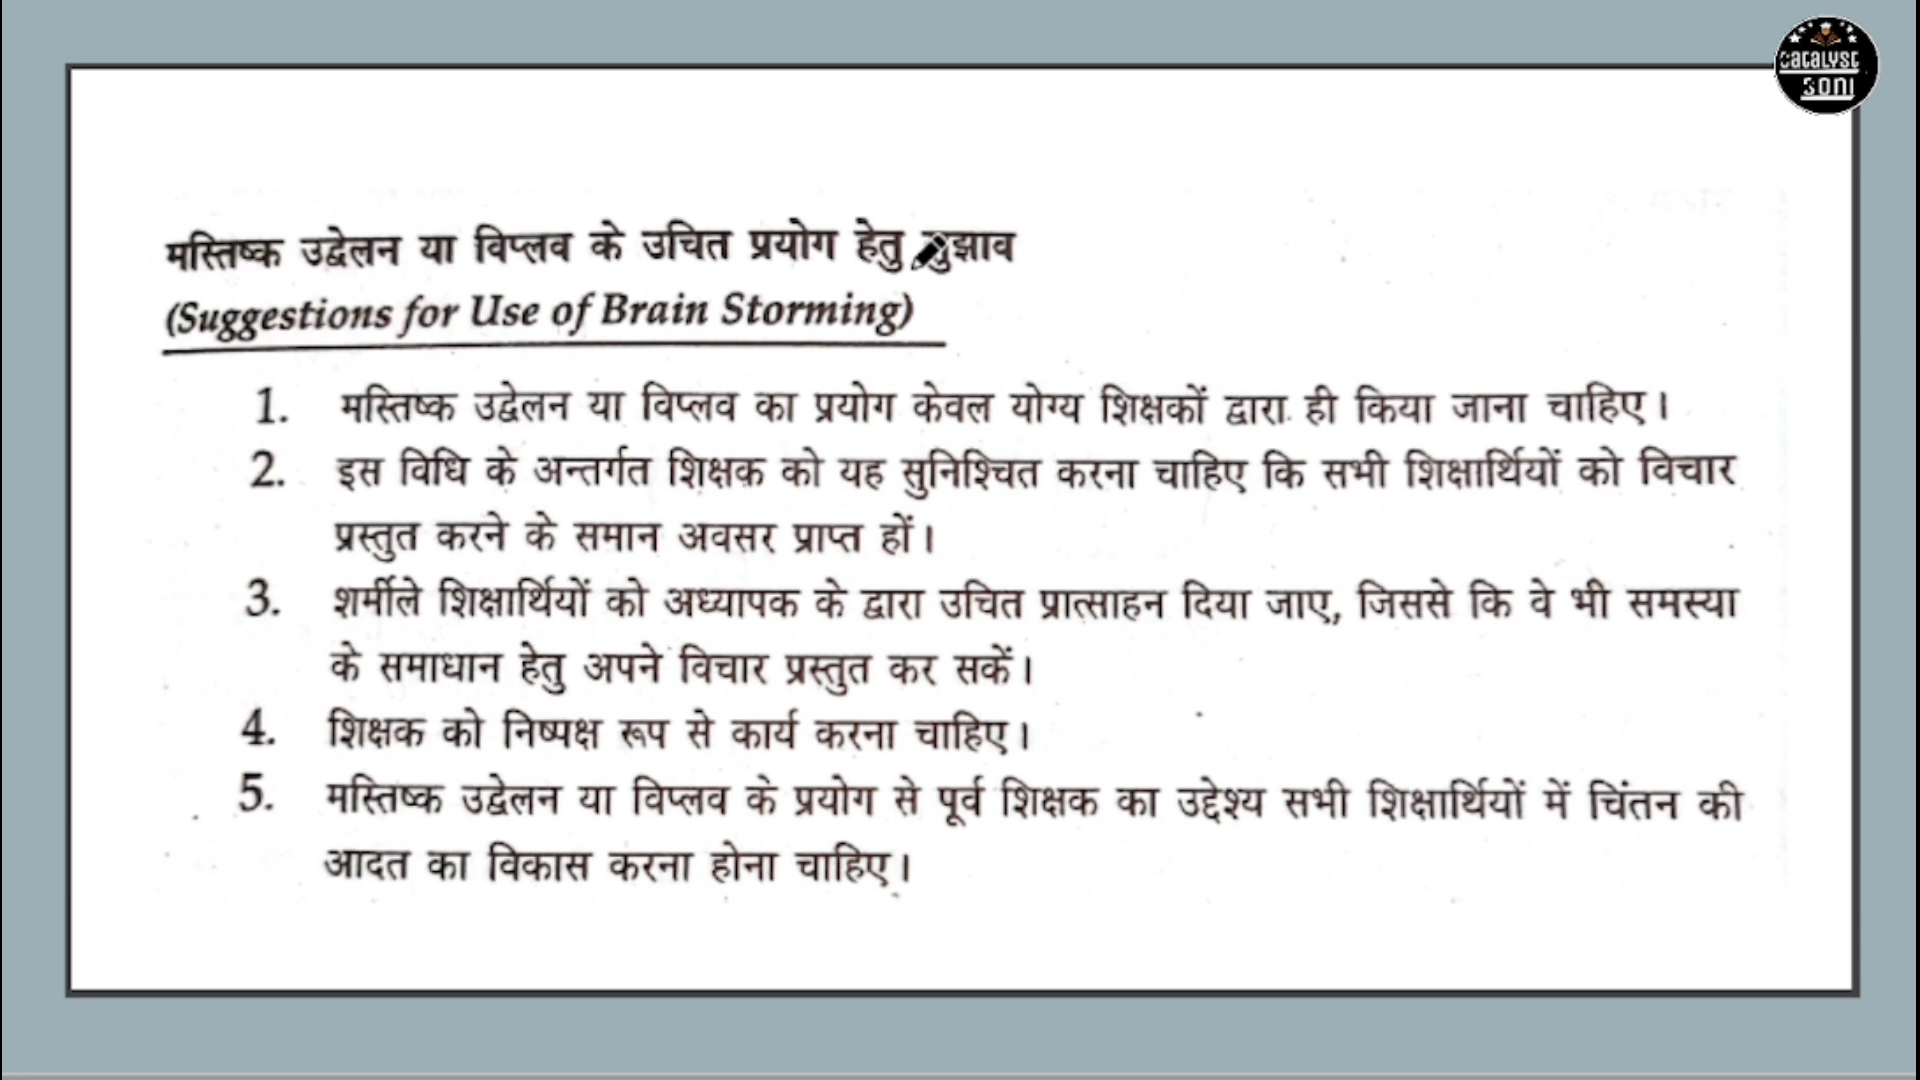 catalyst
soni
मस्तिष्क उद्वेलन या विप्लव के उचित प्रयोग हेतु सुझाव
(Suggestions for Use of Brain Storming)
1. मस्तिष्क उद्वेलन या विप्लव का प्रयोग केवल योग्य शिक्षकों द्वारा ही किया जाना चाहिए।
2. इस विधि के अन्तर्गत शिक्षक को यह सुनिश्चित करना चाहिए कि सभी शिक्षार्थियों को विचार
प्रस्तुत करने के समान अवसर प्राप्त हों।
3. शर्मीले शिक्षार्थियों को अध्यापक के द्वारा उचित प्रात्साहन दिया जाए, जिससे कि वे भी समस्या
के समाधान हेतु अपने विचार प्रस्तुत कर सकें।
4. शिक्षक को निष्पक्ष रूप से कार्य करना चाहिए।
5. मस्तिष्क उद्वेलन या विप्लव के प्रयोग से पूर्व शिक्षक का उद्देश्य सभी शिक्षार्थियों में चिंतन की
आदत का विकास करना होना चाहिए।